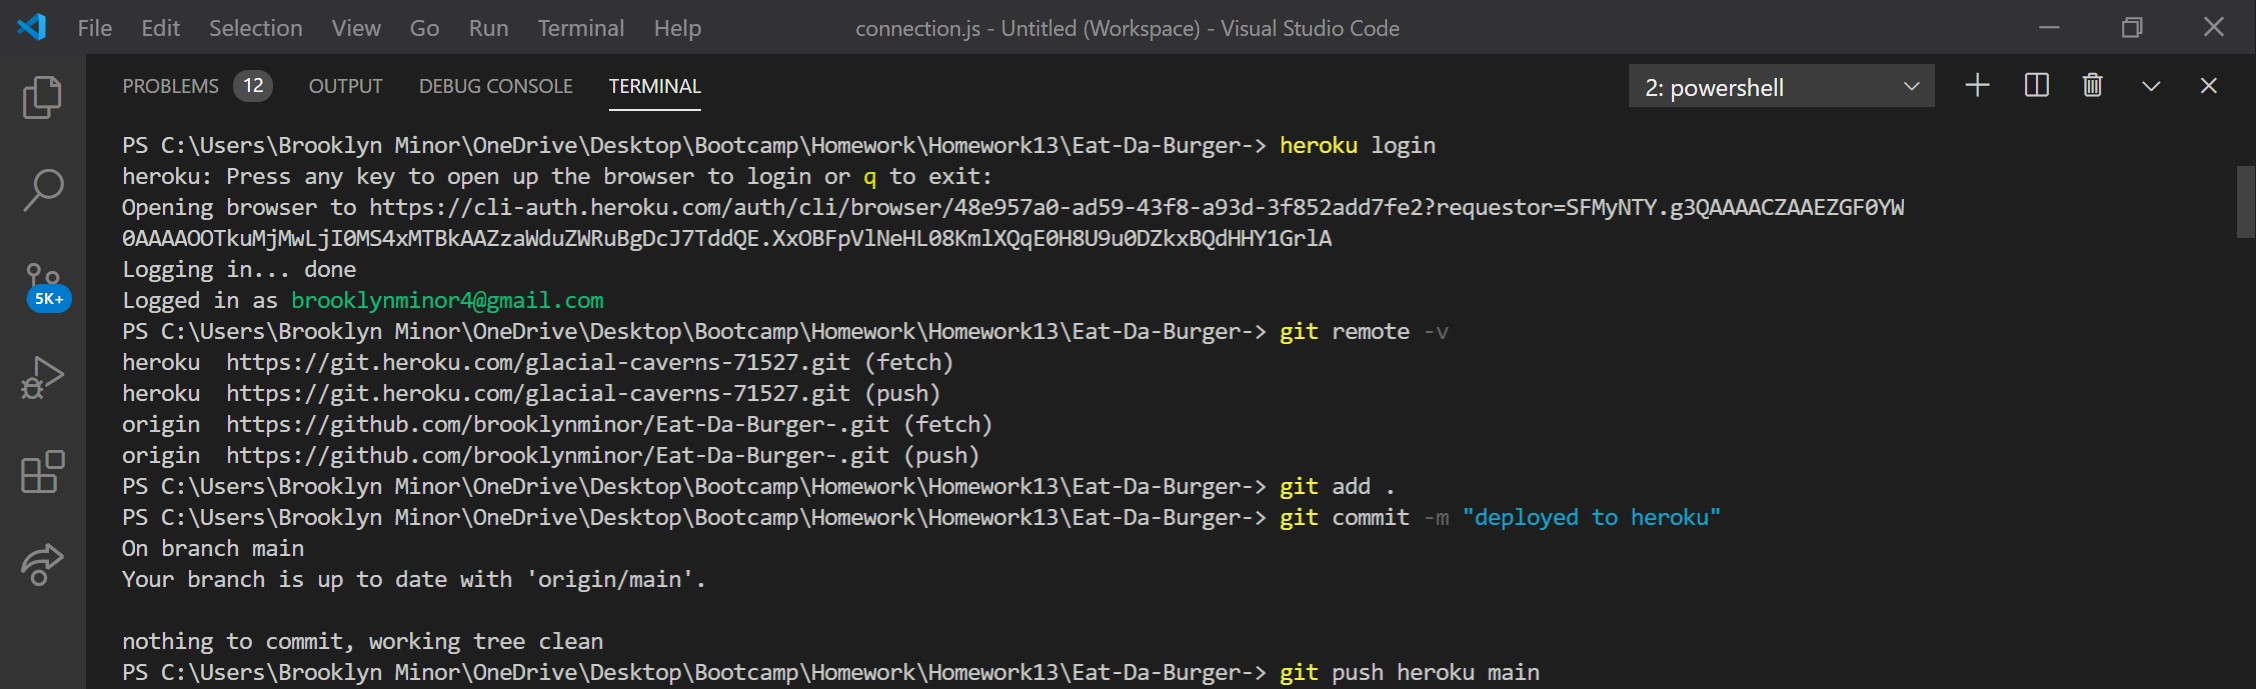 File Edit Selection View Go Run Terminal Help connection.js - Untitled (Workspace) - Visual Studio Code
PROBLEMS 12 OUTPUT DEBUG CONSOLE TERMINAL 2: powershell
PS C:\Users\Brooklyn Minor\OneDrive\Desktop\Bootcamp\Homework\Homework13\Eat-Da-Burger-> heroku login
heroku: Press any key to open up the browser to login or q to exit:
Opening browser to https://cli-auth.heroku.com/auth/cli/browser/48e957a0-ad59-43f8-a93d-3f852add7fe2?requestor=SFMyNTY.g3QAAAACZAAEZGF0YW
0AAAAOOTkuMjMwLjI0MS4xMTBkAAZzaWduZWRuBgDcJ7TddQE.XxOBFpVlNeHL08KmlXQqE0H8U9u0DZkxBQdHHY1GrlA
Logging in... done
Logged in as brooklynminor4@gmail.com
PS C:\Users\Brooklyn Minor\OneDrive\Desktop\Bootcamp\Homework\Homework13\Eat-Da-Burger-> git remote -v
heroku  https://git.heroku.com/glacial-caverns-71527.git (fetch)
heroku  https://git.heroku.com/glacial-caverns-71527.git (push)
origin  https://github.com/brooklynminor/Eat-Da-Burger-.git (fetch)
origin  https://github.com/brooklynminor/Eat-Da-Burger-.git (push)
PS C:\Users\Brooklyn Minor\OneDrive\Desktop\Bootcamp\Homework\Homework13\Eat-Da-Burger-> git add .
PS C:\Users\Brooklyn Minor\OneDrive\Desktop\Bootcamp\Homework\Homework13\Eat-Da-Burger-> git commit -m "deployed to heroku"
On branch main
5K+
Your branch is up to date with 'origin/main'.
nothing to commit, working tree clean
PS C:\Users\Brooklyn Minor\OneDrive\Desktop\Bootcamp\Homework\Homework13\Eat-Da-Burger-> git push heroku main